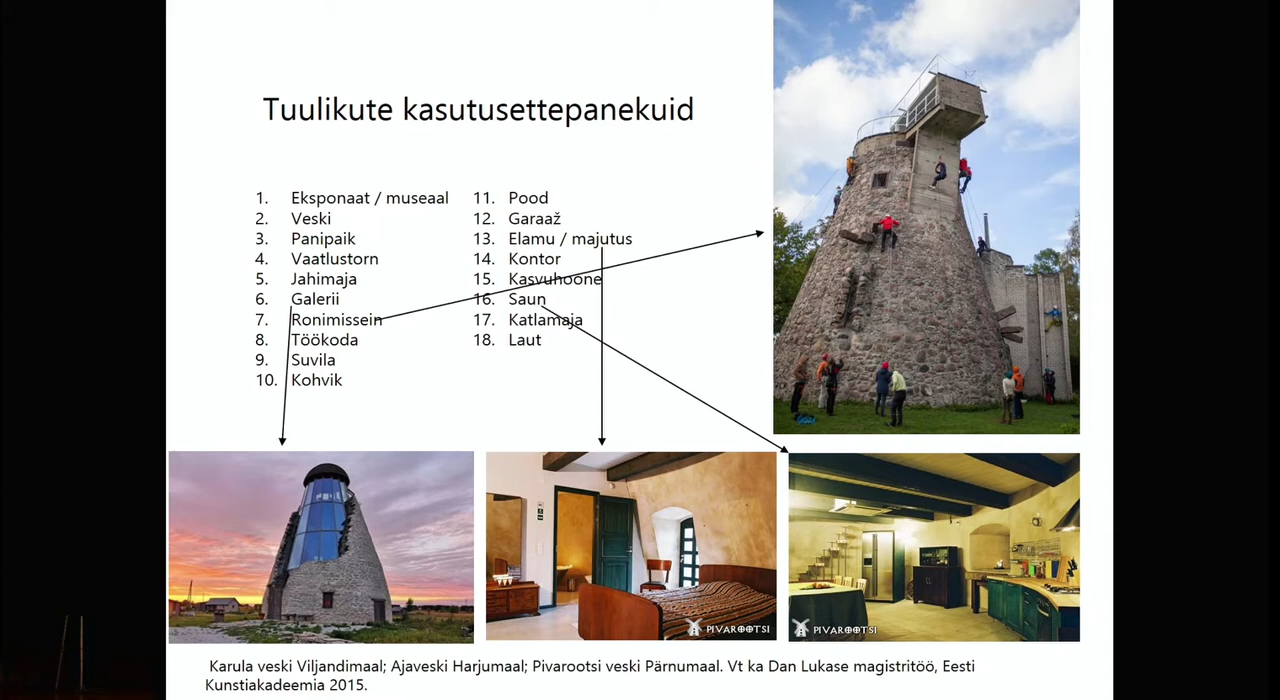 Tuulikute kasutusettepanekuid
1. Eksponaat / museaal
2. Veski
3. Panipaik
4. Vaatlustorn
5. Jahimaja
6. Galerii
7. Ronimissein
8. Töökoda
9. Suvila
10. Kohvik
11. Pood
12. Garaaž
13. Elamu / majutus
14. Kontor
15. Kasvuhoone
16. Saun
17. Katlamaja
18. Laut
PIVAROOTSI
PIVAROOTSI
Karula veski Viljandimaal; Ajaveski Harjumaal; Pivarootsi veski Pärnumaal. Vt ka Dan Lukase magistritöö, Eesti
Kunstiakadeemia 2015.